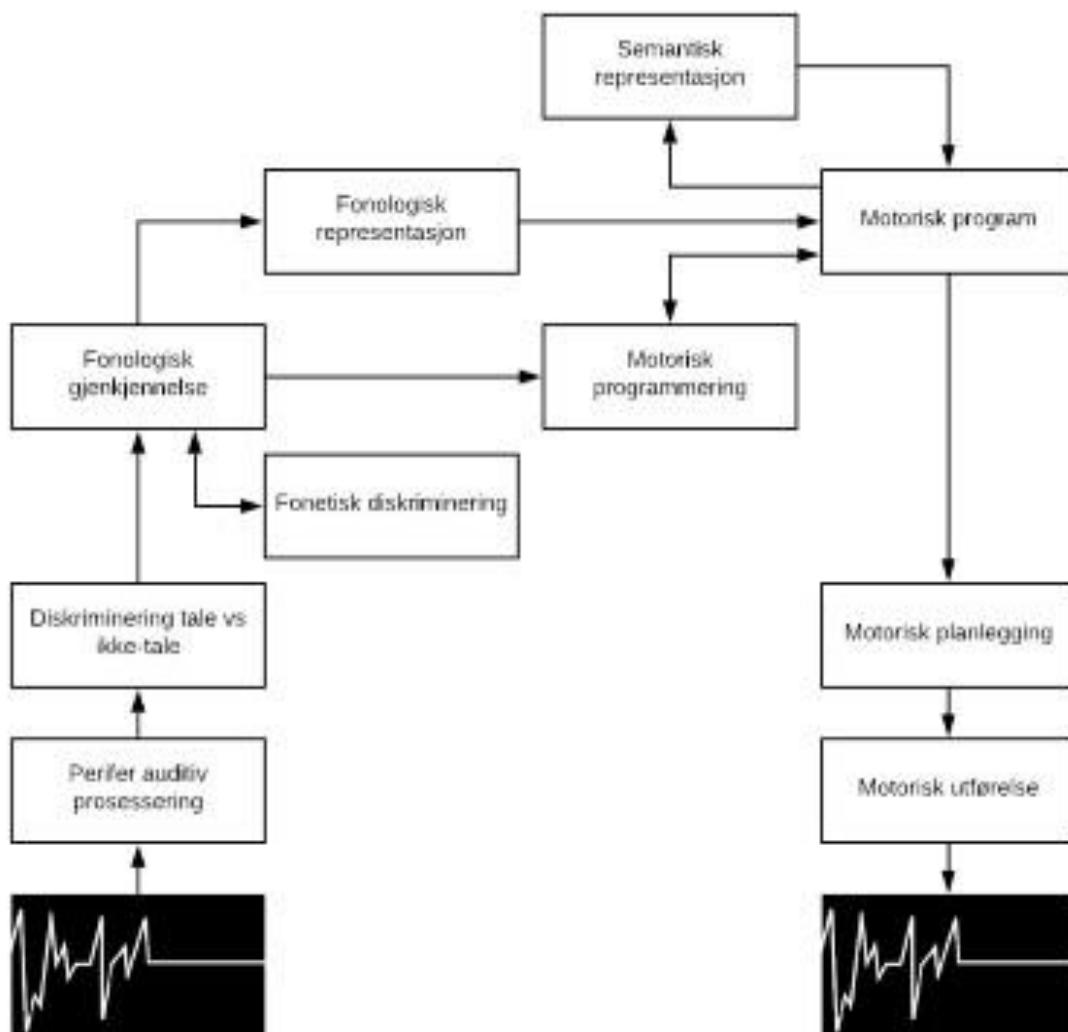 Semantisk
representasjon
Fonologisk
representasjon
Motorisk program
Fonologisk
gjenkjennelse
Motorisk
programmering
Fonetisk diskriminering
Diskriminering tale vs
ikke-tale
Motorisk planlegging
Perifer auditiv
prosessering
Motorisk utførelse